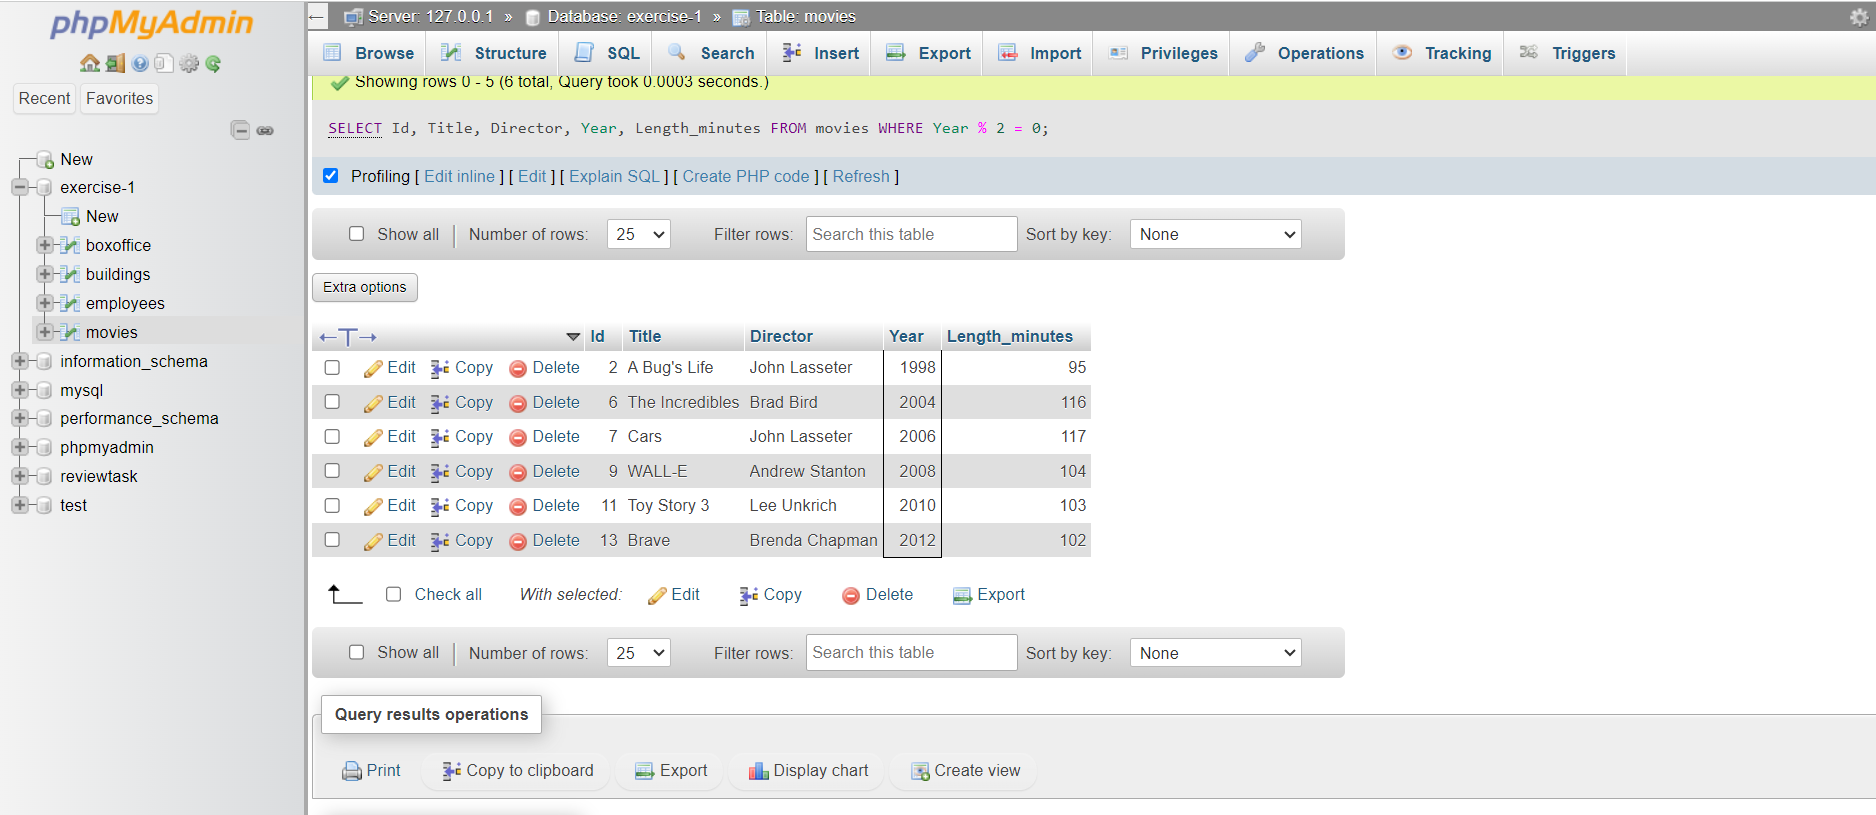 phpMyAdmin
Recent Favorites
New
exercise-1
New
boxoffice
buildings
employees
movies
information_schema
mysql
performance_schema
phpmyadmin
reviewtask
test
Server: 127.0.0.1 » Database: exercise-1 » Table: movies
Browse Structure SQL Search Insert Export Import Privileges Operations Tracking Triggers
Showing rows 0 - 5 (6 total, Query took 0.0003 seconds.)
SELECT Id, Title, Director, Year, Length_minutes FROM movies WHERE Year % 2 = 0;
Profiling [ Edit inline ] [ Edit ] [ Explain SQL ] [ Create PHP code ] [ Refresh ]
Show all | Number of rows: 25 Filter rows: Search this table Sort by key: None
Extra options
←T→ Id Title Director Year Length_minutes
Edit Copy Delete 2 A Bug's Life John Lasseter 1998 95
Edit Copy Delete 6 The Incredibles Brad Bird 2004 116
Edit Copy Delete 7 Cars John Lasseter 2006 117
Edit Copy Delete 9 WALL-E Andrew Stanton 2008 104
Edit Copy Delete 11 Toy Story 3 Lee Unkrich 2010 103
Edit Copy Delete 13 Brave Brenda Chapman 2012 102
Check all With selected: Edit Copy Delete Export
Show all | Number of rows: 25 Filter rows: Search this table Sort by key: None
Query results operations
Print Copy to clipboard Export Display chart Create view